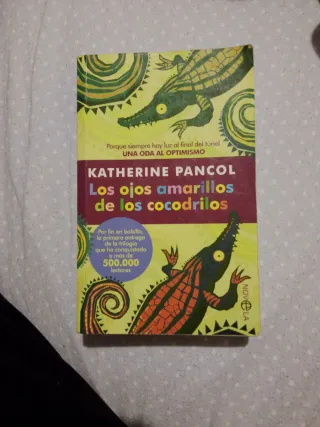 Porque siempre hay luz al final del túnel
UNA ODA AL OPTIMISMO
KATHERINE PANCOL
Los ojos amarillos
de los cocodrilos
Por fin en bolsillo,
la primera entrega
de la trilogía
que ha conquistado
a más de
500.000
lectores
NOVELA